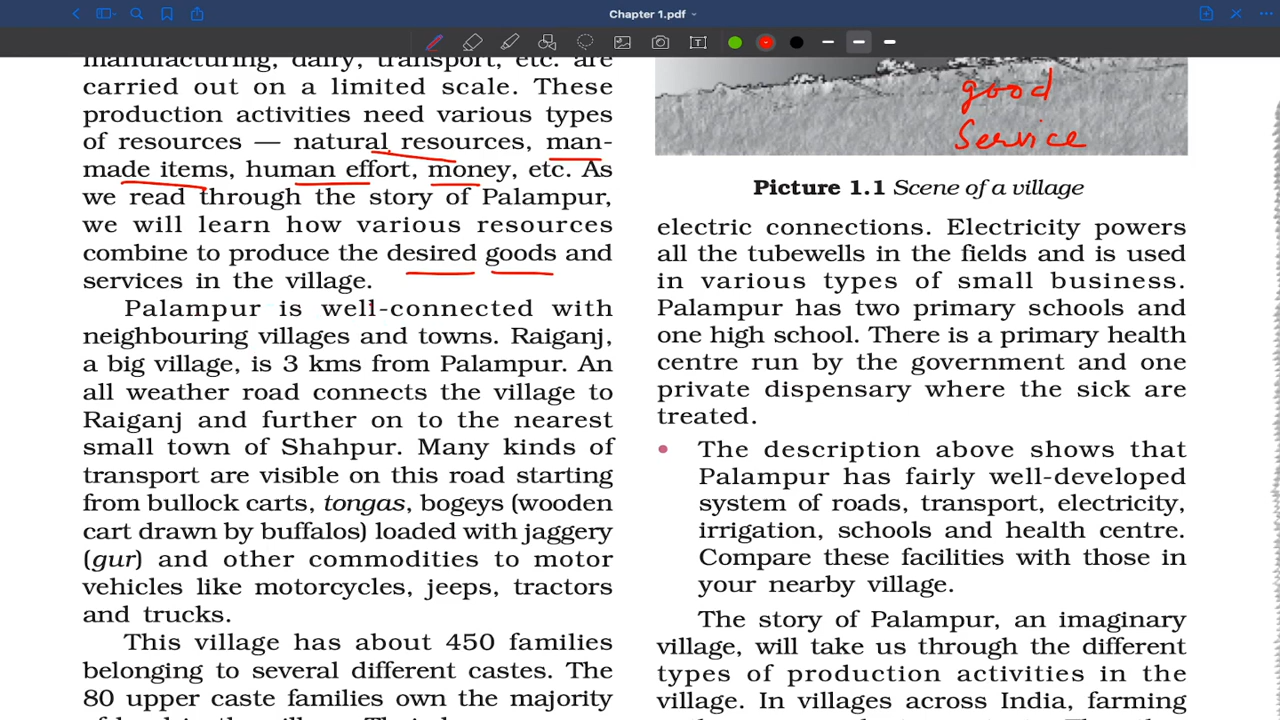 Chapter 1.pdf
manufacturing, dairy, transport, etc. are
carried out on a limited scale. These
production activities need various types
of resources — natural resources, man-
made items, human effort, money, etc. As
we read through the story of Palampur,
we will learn how various resources
combine to produce the desired goods and
services in the village.
Palampur is well-connected with
neighbouring villages and towns. Raiganj,
a big village, is 3 kms from Palampur. An
all weather road connects the village to
Raiganj and further on to the nearest
small town of Shahpur. Many kinds of
transport are visible on this road starting
from bullock carts, tongas, bogeys (wooden
cart drawn by buffalos) loaded with jaggery
(gur) and other commodities to motor
vehicles like motorcycles, jeeps, tractors
and trucks.
This village has about 450 families
belonging to several different castes. The
80 upper caste families own the majority
good
Service
Picture 1.1 Scene of a village
electric connections. Electricity powers
all the tubewells in the fields and is used
in various types of small business.
Palampur has two primary schools and
one high school. There is a primary health
centre run by the government and one
private dispensary where the sick are
treated.
• The description above shows that
Palampur has fairly well-developed
system of roads, transport, electricity,
irrigation, schools and health centre.
Compare these facilities with those in
your nearby village.
The story of Palampur, an imaginary
village, will take us through the different
types of production activities in the
village. In villages across India, farming